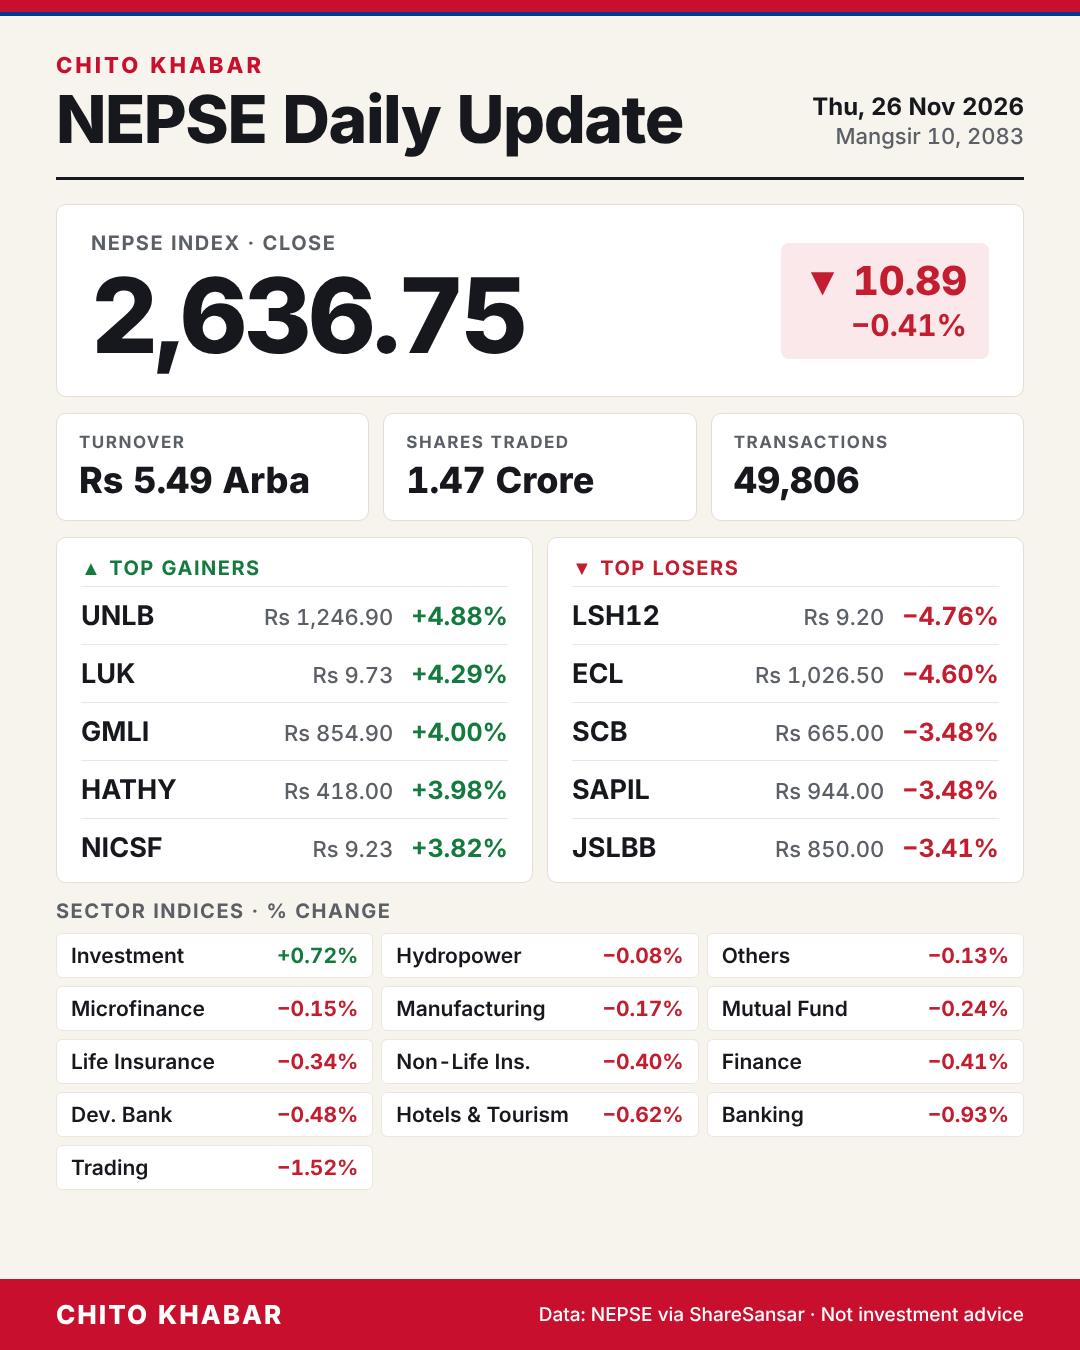 CHITO KHABAR
NEPSE Daily Update
Thu, 26 Nov 2026
Mangsir 10, 2083
NEPSE INDEX · CLOSE
2,636.75
▼ 10.89
−0.41%
TURNOVER
Rs 5.49 Arba
SHARES TRADED
1.47 Crore
TRANSACTIONS
49,806
▲ TOP GAINERS
UNLB Rs 1,246.90 +4.88%
LUK Rs 9.73 +4.29%
GMLI Rs 854.90 +4.00%
HATHY Rs 418.00 +3.98%
NICSF Rs 9.23 +3.82%
▼ TOP LOSERS
LSH12 Rs 9.20 −4.76%
ECL Rs 1,026.50 −4.60%
SCB Rs 665.00 −3.48%
SAPIL Rs 944.00 −3.48%
JSLBB Rs 850.00 −3.41%
SECTOR INDICES · % CHANGE
Investment +0.72% Hydropower −0.08% Others −0.13%
Microfinance −0.15% Manufacturing −0.17% Mutual Fund −0.24%
Life Insurance −0.34% Non-Life Ins. −0.40% Finance −0.41%
Dev. Bank −0.48% Hotels & Tourism −0.62% Banking −0.93%
Trading −1.52%
CHITO KHABAR
Data: NEPSE via ShareSansar · Not investment advice